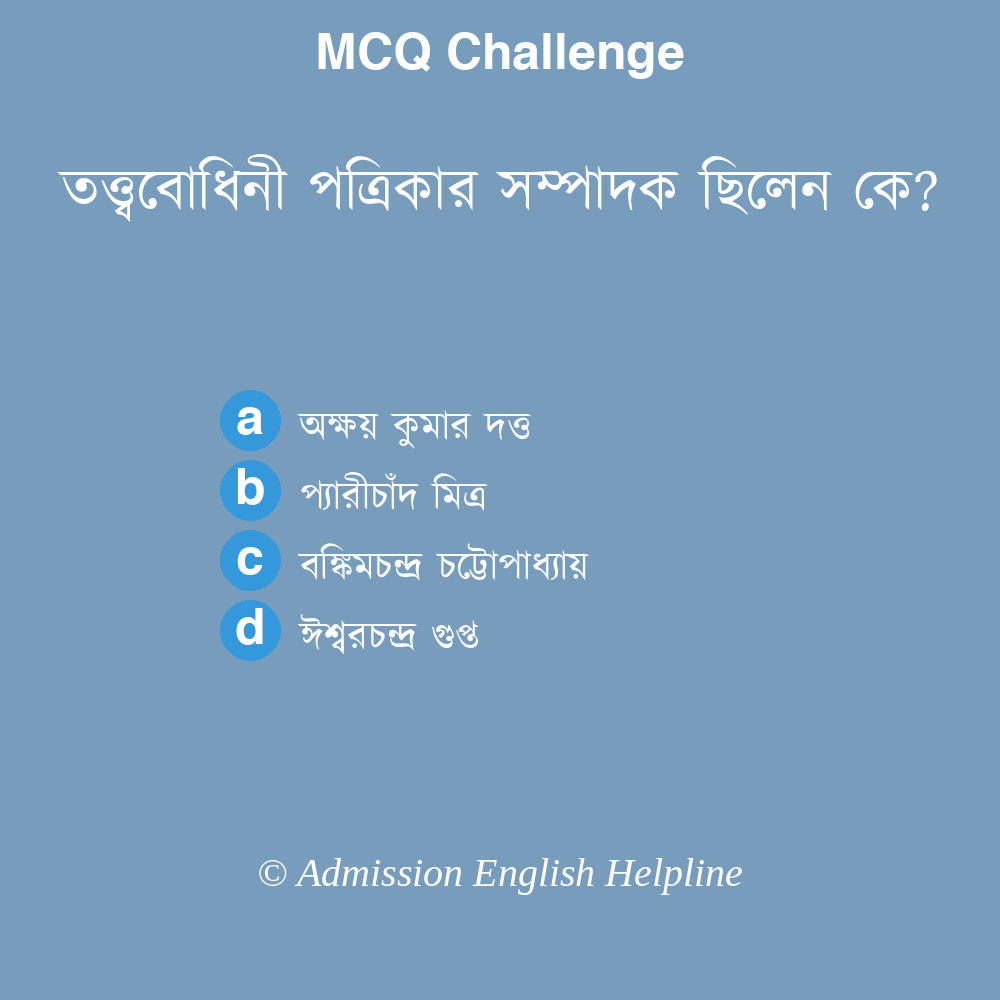 MCQ Challenge
তত্ত্ববোধিনী পত্রিকার সম্পাদক ছিলেন কে?
a অক্ষয় কুমার দত্ত
b প্যারীচাঁদ মিত্র
c বঙ্কিমচন্দ্র চট্টোপাধ্যায়
d ঈশ্বরচন্দ্র গুপ্ত
© Admission English Helpline